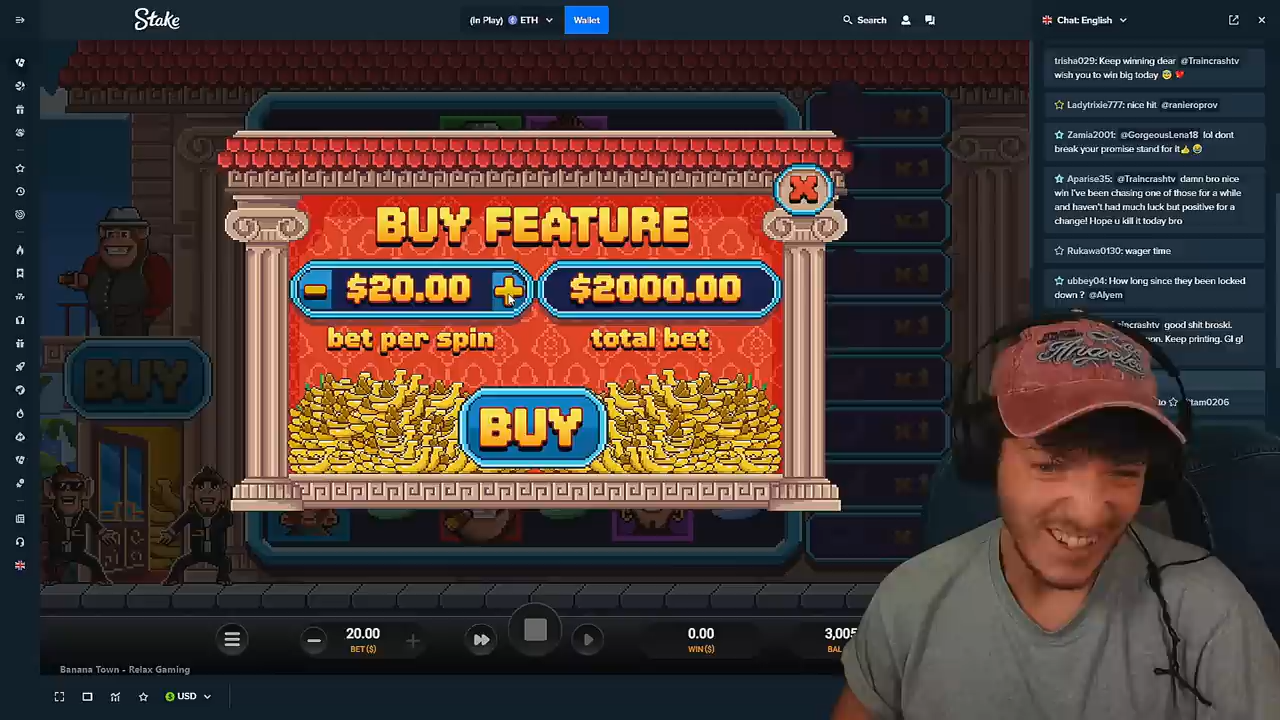 Stake
(In Play) ETH
Wallet
Search
Chat: English
trisha029: Keep winning dear @Traincrashtv
wish you to win big today
Ladytrixie777: nice hit @ranieroprov
Zamia2001: @GorgeousLena18 lol dont
break your promise stand for it
Aparise35: @Traincrashtv damn bro nice
win I've been chasing one of those for a while
and haven't had much luck but positive for a
change! Hope u kill it today bro
Rukawa0130: wager time
ubbey04: How long since they been locked
down ? @Alyem
good shit broski.
Keep printing. Gl gl
BUY FEATURE
$20.00
$2000.00
bet per spin
total bet
BUY
BUY
20.00
BET($)
0.00
WIN($)
3,005
BAL
Banana Town - Relax Gaming
USD